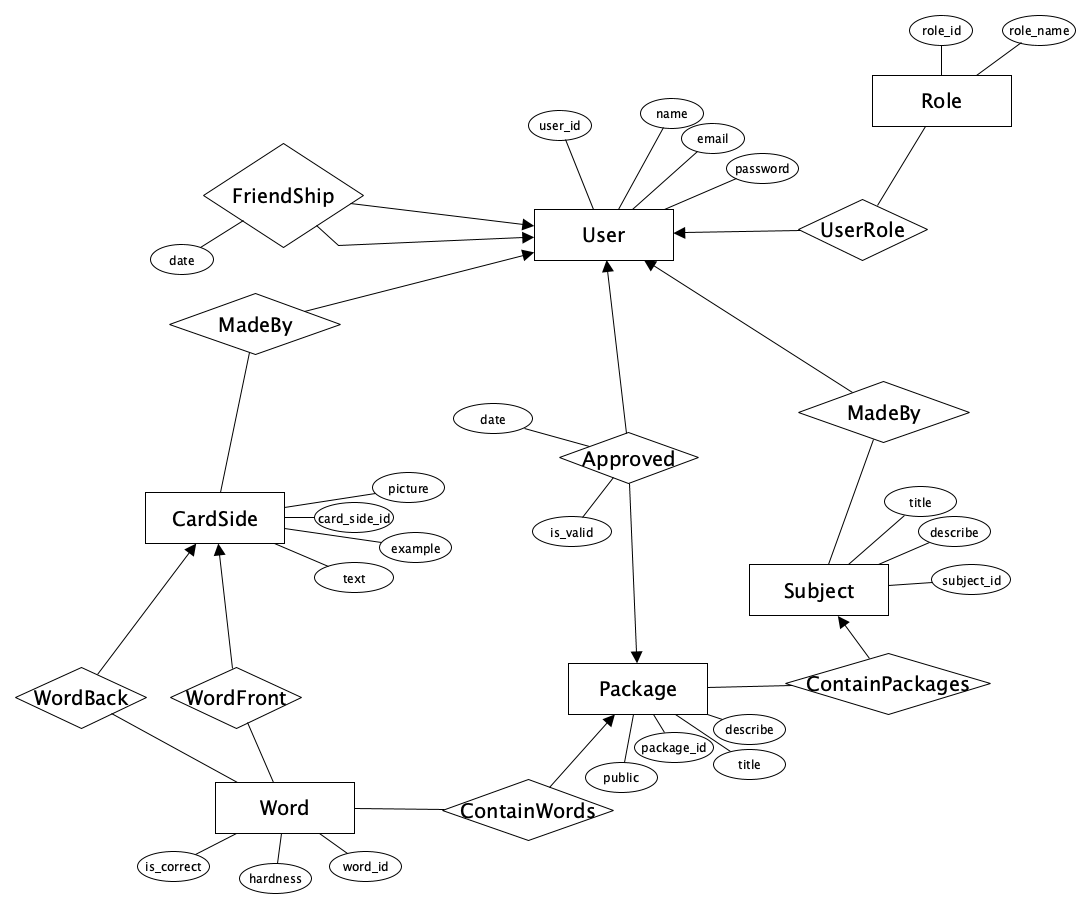 role_id
role_name
Role
name
user_id
email
password
FriendShip
User
UserRole
date
MadeBy
MadeBy
date
Approved
picture
CardSide
card_side_id
title
is_valid
describe
example
text
subject_id
Subject
WordBack
WordFront
Package
ContainPackages
describe
package_id
title
public
Word
ContainWords
is_correct
word_id
hardness